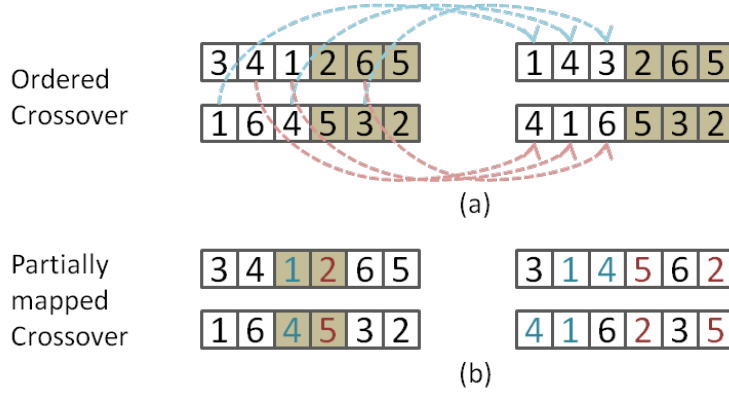 Ordered
Crossover
3 4 1 2 6 5
1 4 3 2 6 5
1 6 4 5 3 2
4 1 6 5 3 2
(a)
Partially
mapped
Crossover
3 4 1 2 6 5
3 1 4 5 6 2
1 6 4 5 3 2
4 1 6 2 3 5
(b)